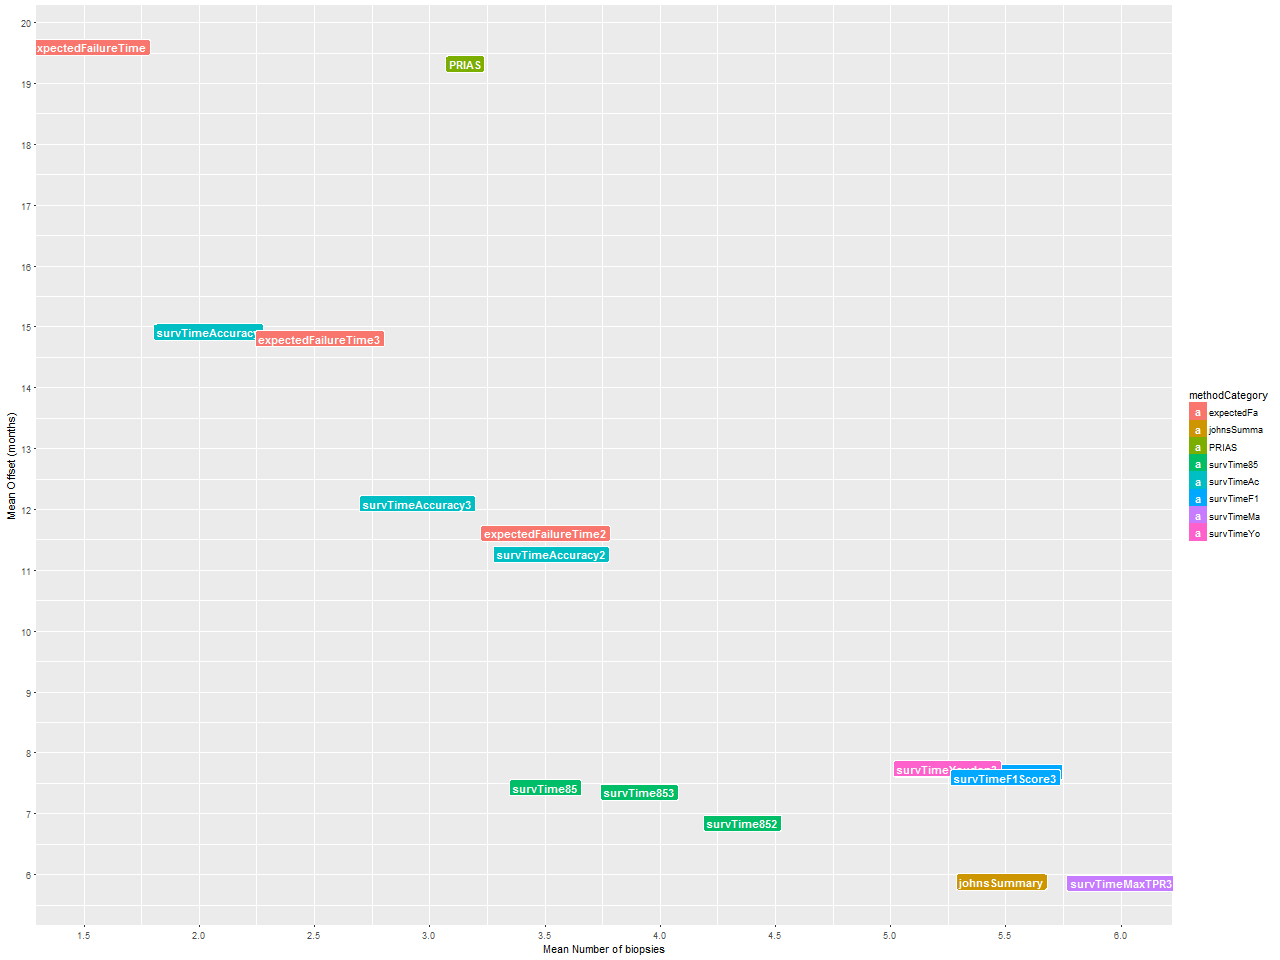 20
19
18
17
16
15
14
13
12
11
10
9
8
7
6
Mean Offset (months)
xpectedFailureTime
PRIAS
survTimeAccuracy
expectedFailureTime3
survTimeAccuracy3
expectedFailureTime2
survTimeAccuracy2
survTimeF1Score3
survTime85
survTime853
survTime852
johnsSummary
survTimeMaxTPR3
1.5 2.0 2.5 3.0 3.5 4.0 4.5 5.0 5.5 6.0
Mean Number of biopsies
methodCategory
a expectedFa
a johnsSumma
a PRIAS
a survTime85
a survTimeAc
a survTimeF1
a survTimeMa
a survTimeYo